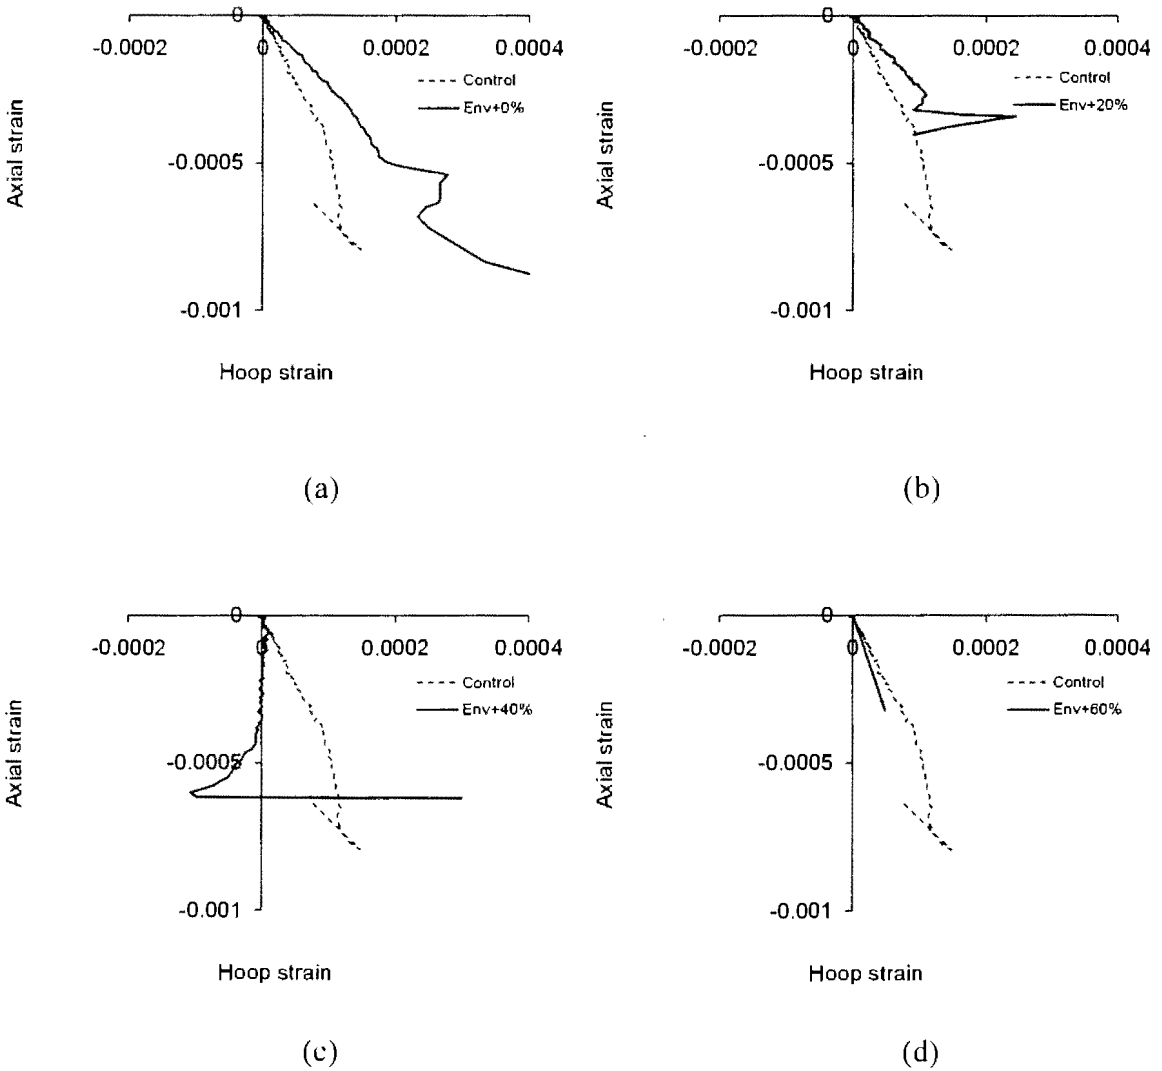 0
-0.0002 0 0.0002 0.0004
Control
Env+0%
-0.0005
-0.001
Axial strain
Hoop strain
(a)
0
-0.0002 0 0.0002 0.0004
Control
Env+20%
-0.0005
-0.001
Axial strain
Hoop strain
(b)
0
-0.0002 0 0.0002 0.0004
Control
Env+40%
-0.0005
-0.001
Axial strain
Hoop strain
(c)
0
-0.0002 0 0.0002 0.0004
Control
Env+60%
-0.0005
-0.001
Axial strain
Hoop strain
(d)